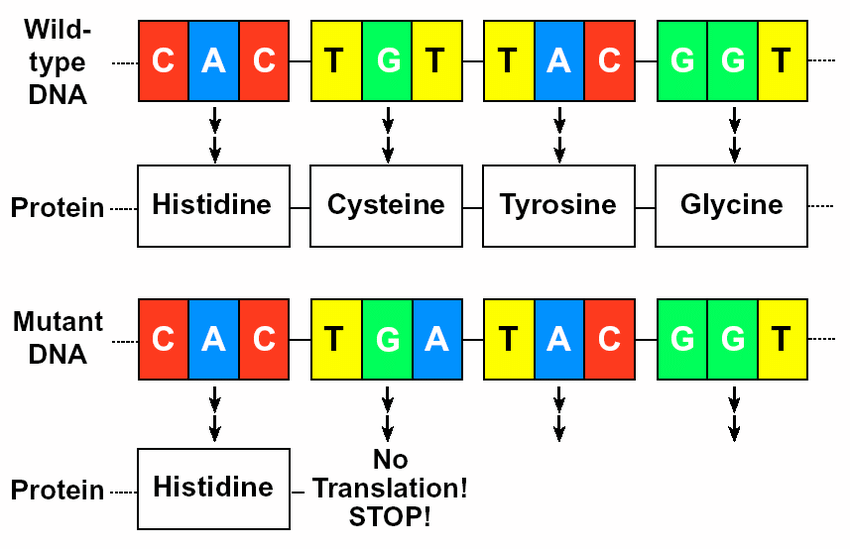 Wild-
type
DNA
C A C T G T T A C G G T
Protein Histidine Cysteine Tyrosine Glycine
Mutant
DNA
C A C T G A T A C G G T
Protein Histidine
No
Translation!
STOP!